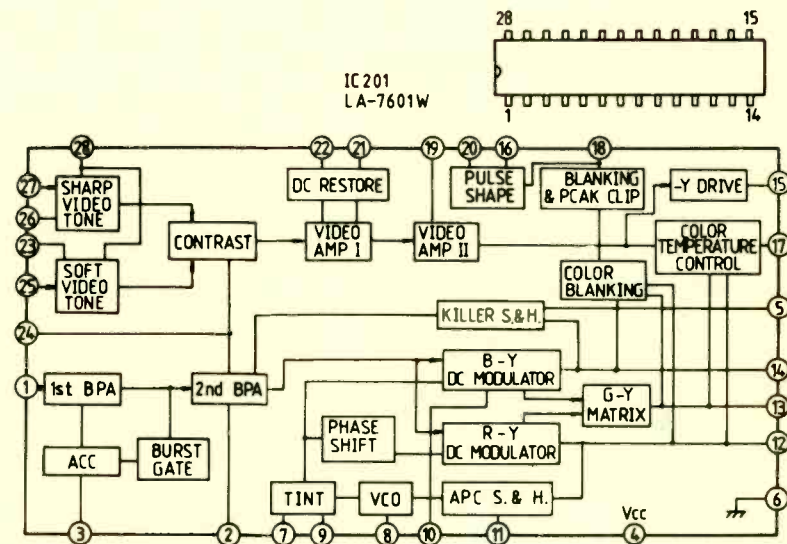 28
15
IC201
LA-7601W
1
14
28
22
21
19
20
16
18
27
SHARP
VIDEO
TONE
DC RESTORE
PULSE
SHAPE
BLANKING
& PCAK CLIP
-Y DRIVE
15
26
23
CONTRAST
VIDEO
AMP I
VIDEO
AMP II
COLOR
TEMPERATURE
CONTROL
17
25
SOFT
VIDEO
TONE
COLOR
BLANKING
24
KILLER S.&H.
5
1
1st BPA
2nd BPA
B-Y
DC MODULATOR
14
G-Y
MATRIX
13
PHASE
SHIFT
R-Y
DC MODULATOR
12
ACC
BURST
GATE
TINT
VCO
APC S. & H.
6
Vcc
3
2
7
9
8
10
11
4